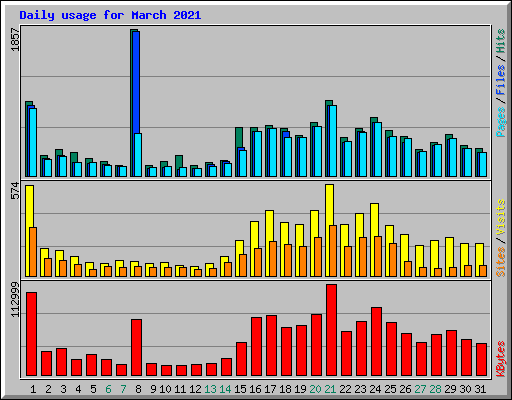 Daily usage for March 2021
1857
Pages / Files / Hits
574
Sites / Visits
112999
KBytes
1 2 3 4 5 6 7 8 9 10 11 12 13 14 15 16 17 18 19 20 21 22 23 24 25 26 27 28 29 30 31